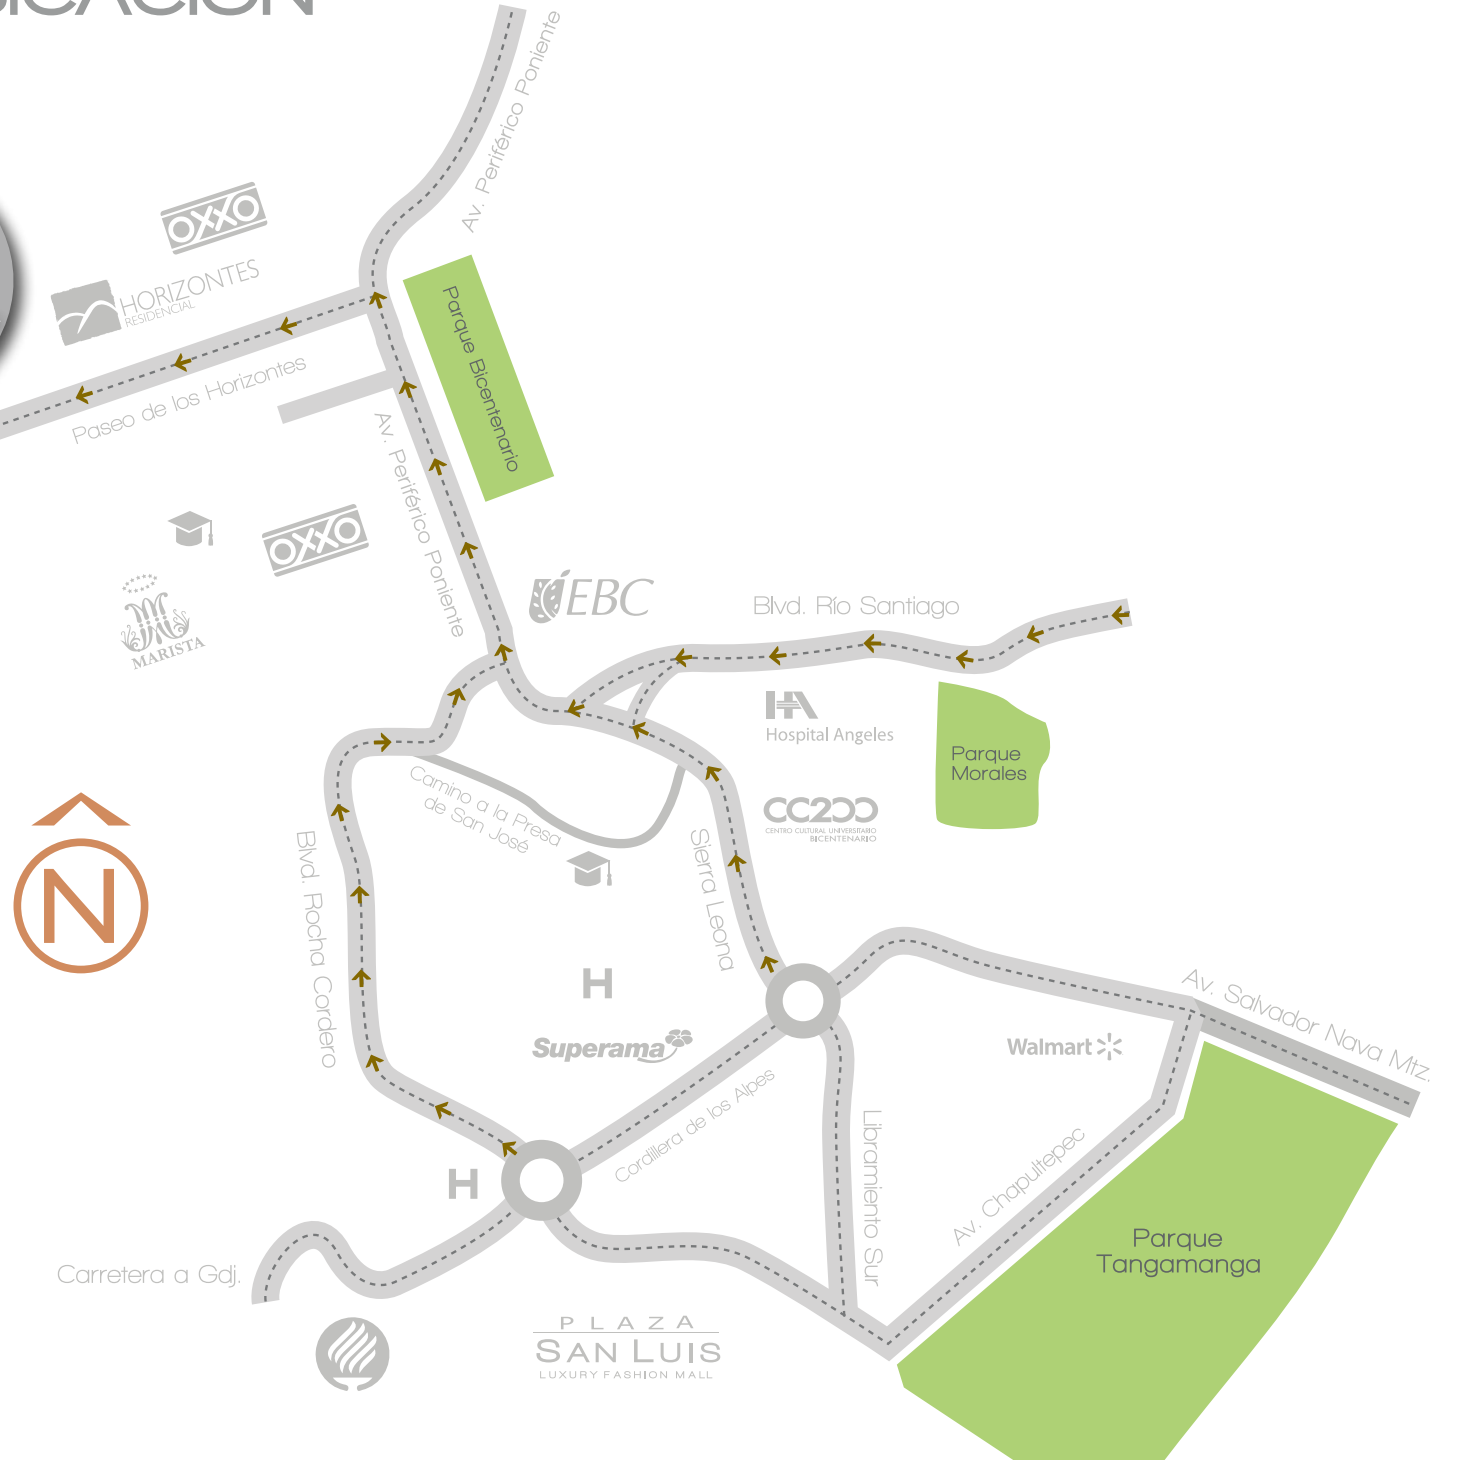 Av. Periférico Poniente
OXXO
HORIZONTES
RESIDENCIAL
Parque Bicentenario
Paseo de los Horizontes
Av. Periférico Poniente
OXXO
MARISTA
EBC
Blvd. Río Santiago
HA
Hospital Angeles
Parque
Morales
Camino a la Presa
de San José
CC200
CENTRO CULTURAL UNIVERSITARIO
BICENTENARIO
Sierra Leona
Blvd. Rocha Cordero
N
H
Superama
Walmart
Av. Salvador Nava Mtz.
Cordillera de los Alpes
Libramiento Sur
Av. Chapultepec
H
Parque
Tangamanga
Carretera a Gdj.
PLAZA
SAN LUIS
LUXURY FASHION MALL